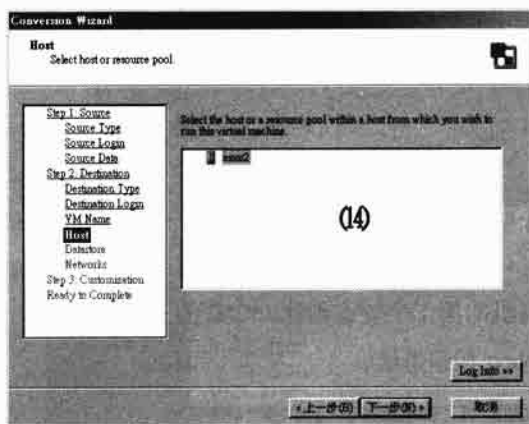 Conversion Wizard
Host
Select host or resource pool.
Step 1: Source
Source Type
Source Login
Source Data
Step 2: Destination
Destination Type
Destination Login
VM Name
Host
Datastore
Networks
Step 3: Customization
Ready to Complete
Select the host or a resource pool within a host from which you wish to
run this virtual machine.
(14)
Log Info »
<上一步(B)
下一步(N)>
取消